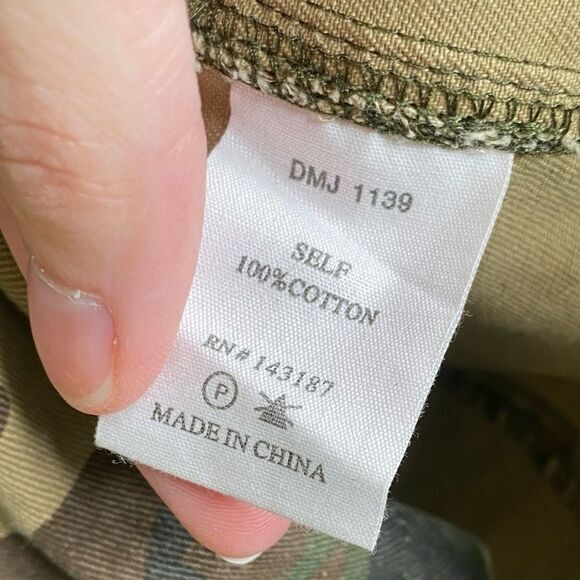 DMJ 1139
SELF
100%COTTON
RN#143187
P
MADE IN CHINA